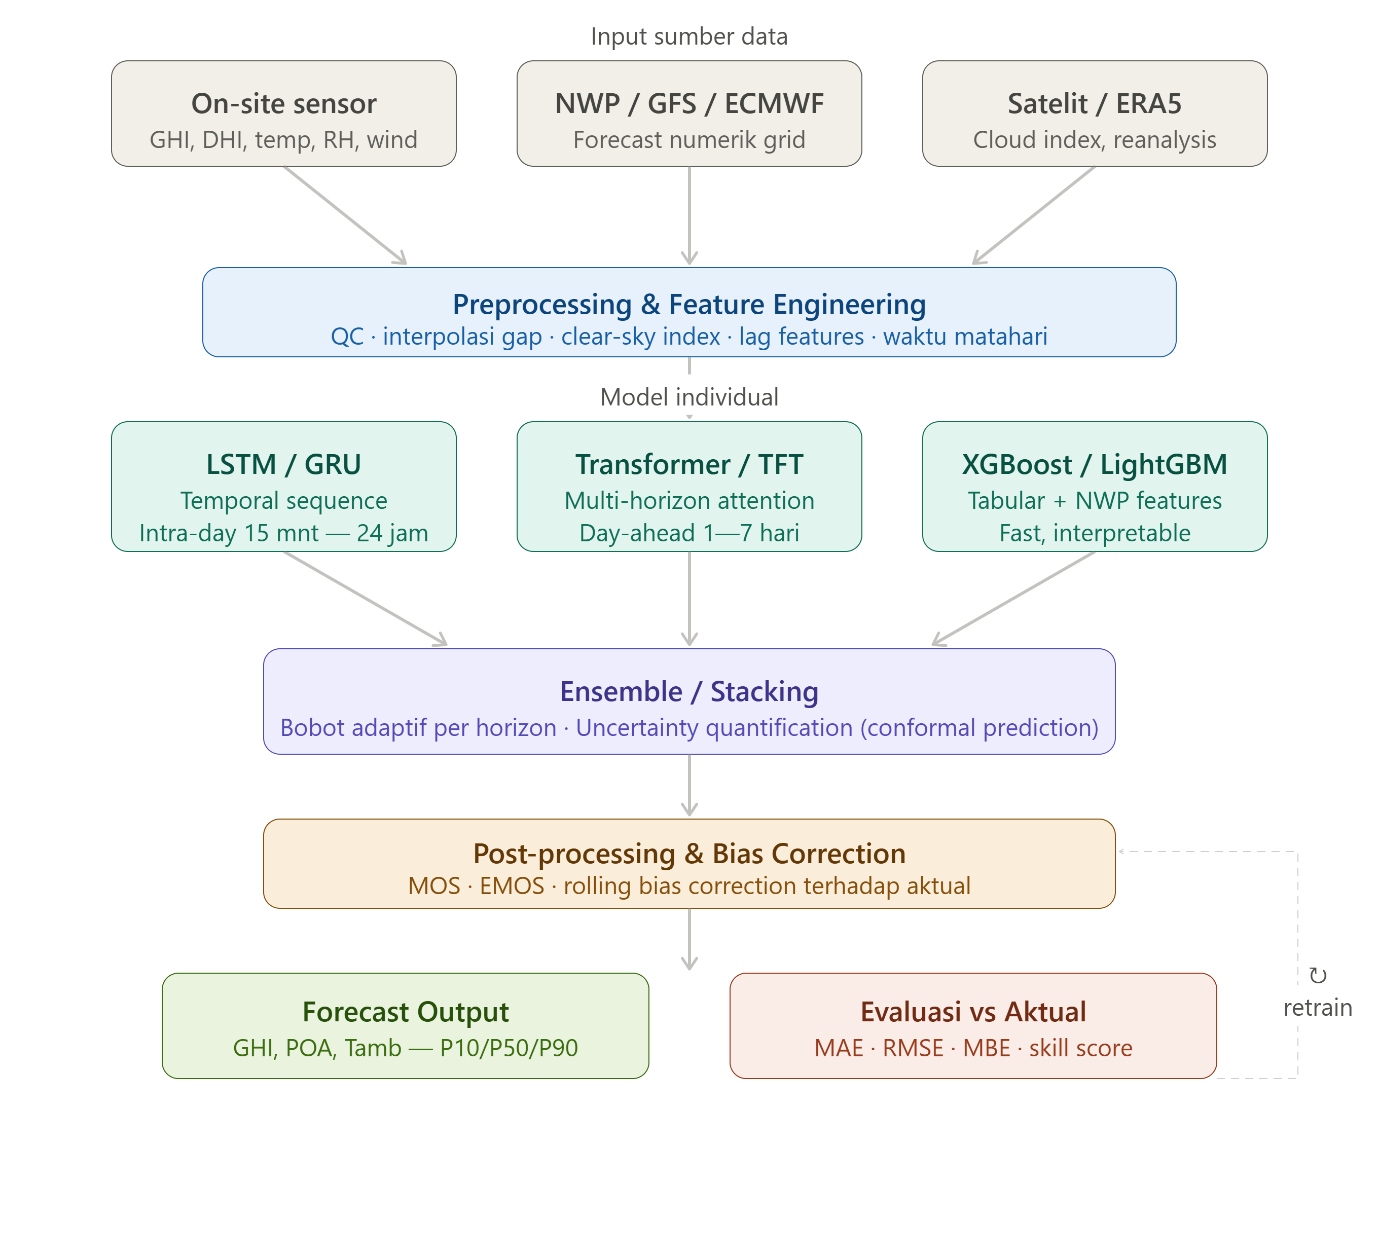 Input sumber data
On-site sensor
GHI, DHI, temp, RH, wind
NWP / GFS / ECMWF
Forecast numerik grid
Satelit / ERA5
Cloud index, reanalysis
Preprocessing & Feature Engineering
QC · interpolasi gap · clear-sky index · lag features · waktu matahari
Model individual
LSTM / GRU
Temporal sequence
Intra-day 15 mnt — 24 jam
Transformer / TFT
Multi-horizon attention
Day-ahead 1—7 hari
XGBoost / LightGBM
Tabular + NWP features
Fast, interpretable
Ensemble / Stacking
Bobot adaptif per horizon · Uncertainty quantification (conformal prediction)
Post-processing & Bias Correction
MOS · EMOS · rolling bias correction terhadap aktual
Forecast Output
GHI, POA, Tamb — P10/P50/P90
Evaluasi vs Aktual
MAE · RMSE · MBE · skill score
↻
retrain